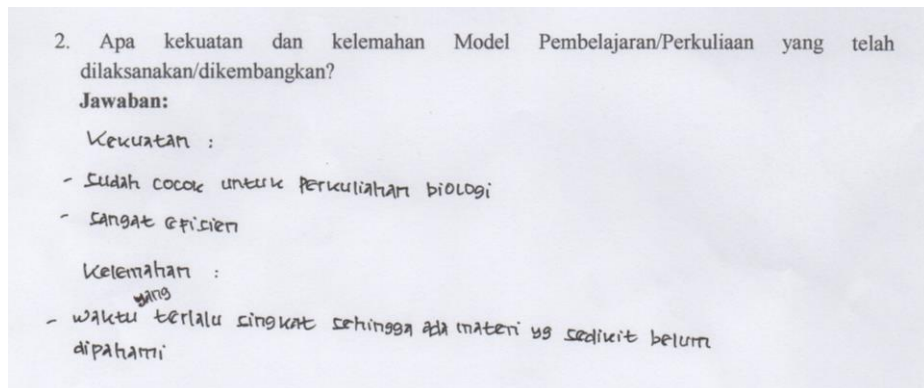 2. Apa kekuatan dan kelemahan Model Pembelajaran/Perkuliaan yang telah
dilaksanakan/dikembangkan?
Jawaban:
Kekuatan :
- Sudah cocok untuk perkuliahan biologi
- sangat efisien
Kelemahan :
yang
- waktu terlalu singkat sehingga ada materi yg sedikit belum
dipahami